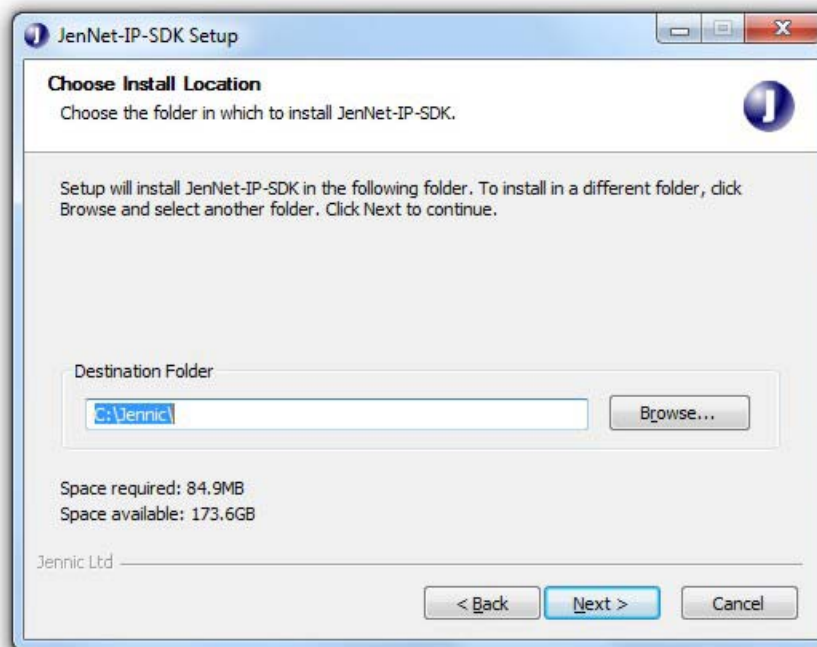 JenNet-IP-SDK Setup
Choose Install Location
Choose the folder in which to install JenNet-IP-SDK.
J
Setup will install JenNet-IP-SDK in the following folder. To install in a different folder, click
Browse and select another folder. Click Next to continue.
Destination Folder
C:\Jennic\
Browse...
Space required: 84.9MB
Space available: 173.6GB
Jennic Ltd
< Back
Next >
Cancel